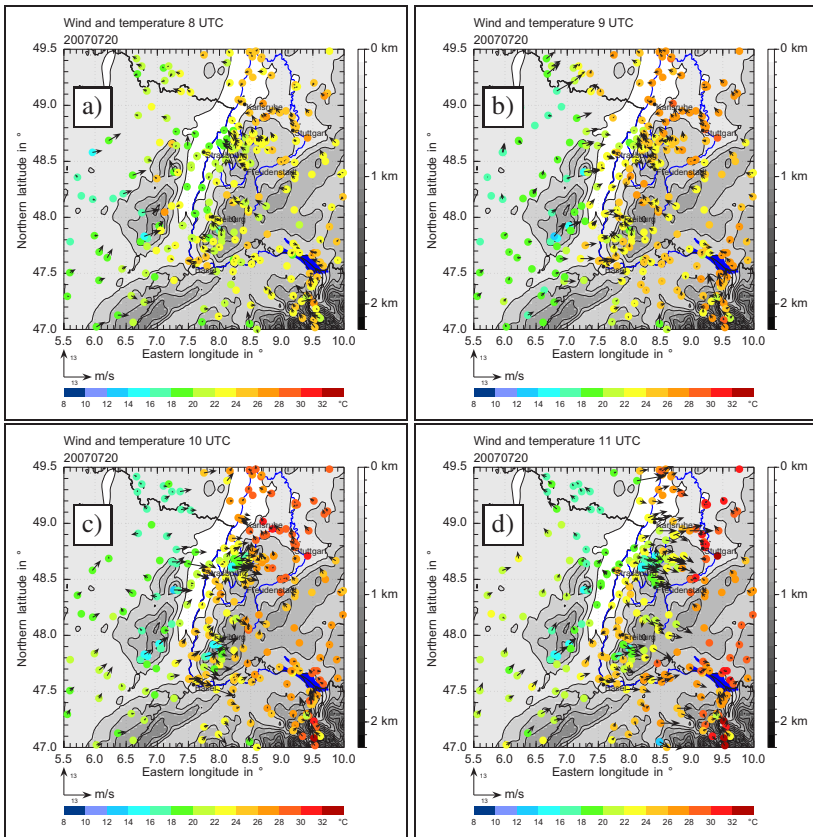 Wind and temperature 8 UTC
20070720
a)
49.5
49.0
48.5
48.0
47.5
47.0
Northern latitude in °
5.5 6.0 6.5 7.0 7.5 8.0 8.5 9.0 9.5 10.0
Eastern longitude in °
Karlsruhe
Stuttgart
Strasbourg
Freudenstadt
Freiburg
Basel
0 km
1 km
2 km
13
13 m/s
8 10 12 14 16 18 20 22 24 26 28 30 32 °C
Wind and temperature 9 UTC
20070720
b)
49.5
49.0
48.5
48.0
47.5
47.0
Northern latitude in °
5.5 6.0 6.5 7.0 7.5 8.0 8.5 9.0 9.5 10.0
Eastern longitude in °
Karlsruhe
Stuttgart
Strasbourg
Freudenstadt
Freiburg
Basel
0 km
1 km
2 km
13
13 m/s
8 10 12 14 16 18 20 22 24 26 28 30 32 °C
Wind and temperature 10 UTC
20070720
c)
49.5
49.0
48.5
48.0
47.5
47.0
Northern latitude in °
5.5 6.0 6.5 7.0 7.5 8.0 8.5 9.0 9.5 10.0
Eastern longitude in °
Karlsruhe
Stuttgart
Strasbourg
Freudenstadt
Freiburg
Basel
0 km
1 km
2 km
13
13 m/s
8 10 12 14 16 18 20 22 24 26 28 30 32 °C
Wind and temperature 11 UTC
20070720
d)
49.5
49.0
48.5
48.0
47.5
47.0
Northern latitude in °
5.5 6.0 6.5 7.0 7.5 8.0 8.5 9.0 9.5 10.0
Eastern longitude in °
Karlsruhe
Stuttgart
Strasbourg
Freudenstadt
Freiburg
Basel
0 km
1 km
2 km
13
13 m/s
8 10 12 14 16 18 20 22 24 26 28 30 32 °C